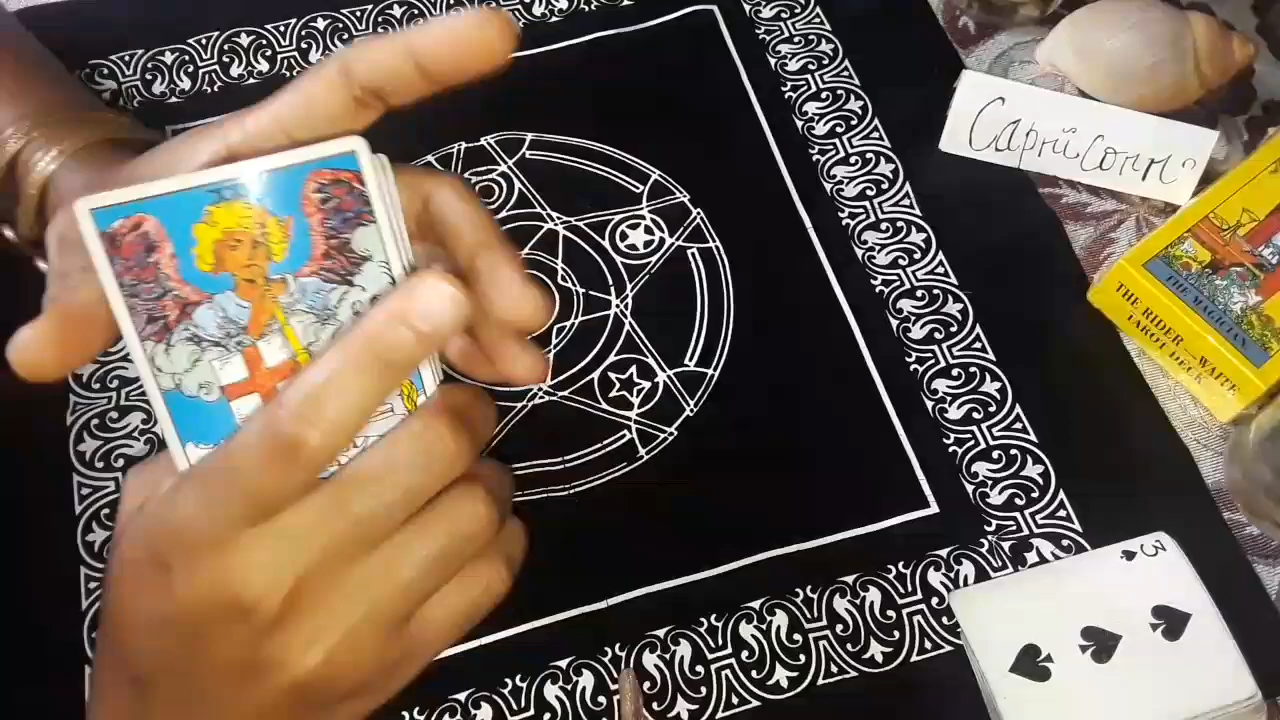 Capricorn
THE MAGICIAN
THE RIDER—WAITE
TAROT DECK
3